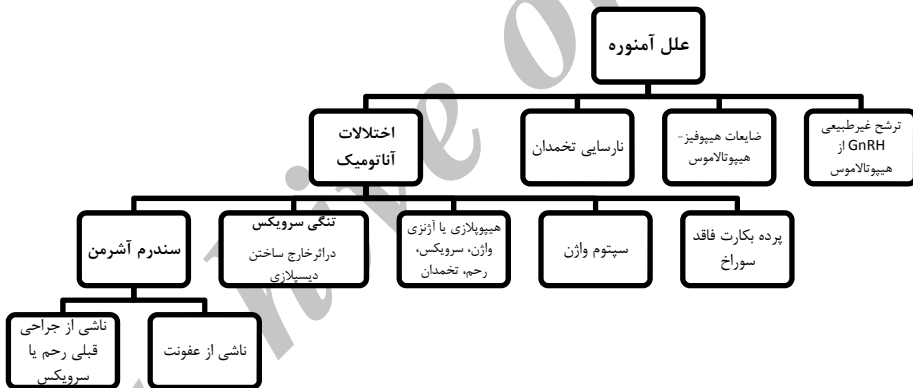 علل آمنوره
ترشح غیرطبیعی
GnRH از
هیپوتالاموس
ضایعات هیپوفیز-
هیپوتالاموس
نارسایی تخمدان
اختلالات
آناتومیک
پرده بکارت فاقد
سوراخ
سپتوم واژن
هیپوپلازی یا آژنزی
واژن، سرویکس،
رحم، تخمدان
تنگی سرویکس
دراثرخارج ساختن
دیسپلازی
سندرم آشرمن
ناشی از عفونت
ناشی از جراحی
قبلی رحم یا
سرویکس